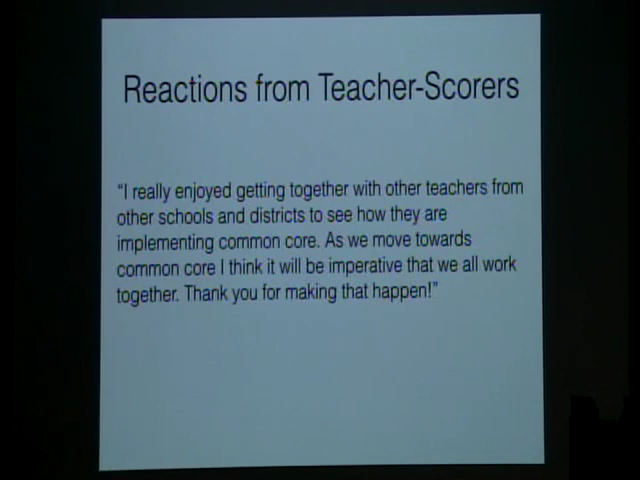 Reactions from Teacher-Scorers
“I really enjoyed getting together with other teachers from
other schools and districts to see how they are
implementing common core. As we move towards
common core I think it will be imperative that we all work
together. Thank you for making that happen!”